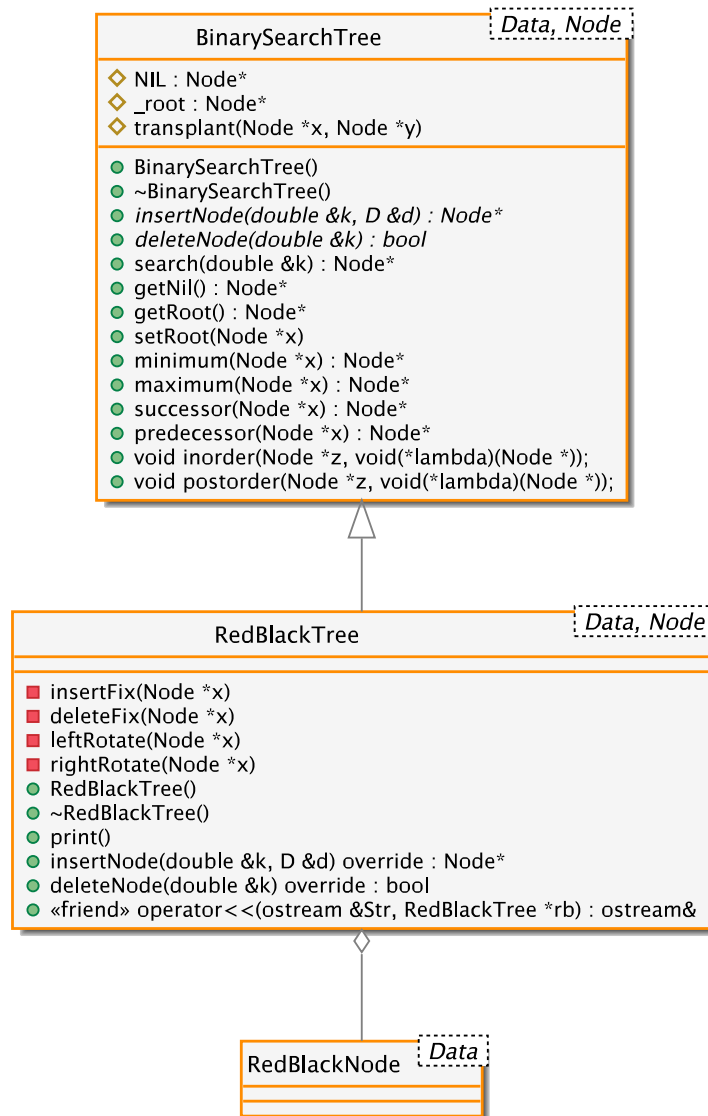 BinarySearchTree
Data, Node
NIL : Node*
_root : Node*
transplant(Node *x, Node *y)
BinarySearchTree()
~BinarySearchTree()
insertNode(double &k, D &d) : Node*
deleteNode(double &k) : bool
search(double &k) : Node*
getNil() : Node*
getRoot() : Node*
setRoot(Node *x)
minimum(Node *x) : Node*
maximum(Node *x) : Node*
successor(Node *x) : Node*
predecessor(Node *x) : Node*
void inorder(Node *z, void(*lambda)(Node *));
void postorder(Node *z, void(*lambda)(Node *));
RedBlackTree
Data, Node
insertFix(Node *x)
deleteFix(Node *x)
leftRotate(Node *x)
rightRotate(Node *x)
RedBlackTree()
~RedBlackTree()
print()
insertNode(double &k, D &d) override : Node*
deleteNode(double &k) override : bool
«friend» operator<<(ostream &Str, RedBlackTree *rb) : ostream&
RedBlackNode
Data